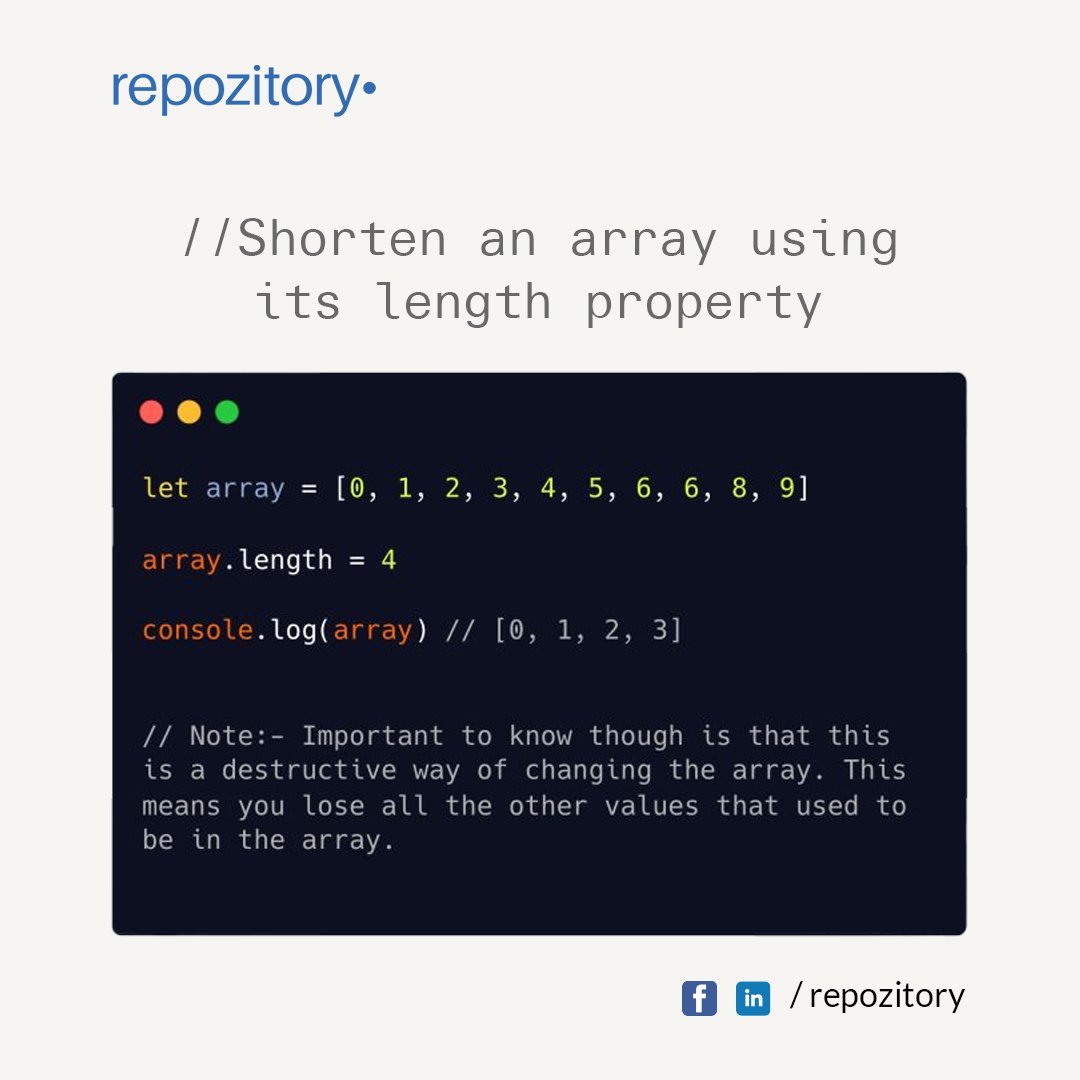 repozitory•
//Shorten an array using
its length property
let array = [0, 1, 2, 3, 4, 5, 6, 6, 8, 9]
array.length = 4
console.log(array) // [0, 1, 2, 3]
// Note:- Important to know though is that this
is a destructive way of changing the array. This
means you lose all the other values that used to
be in the array.
f in / repozitory